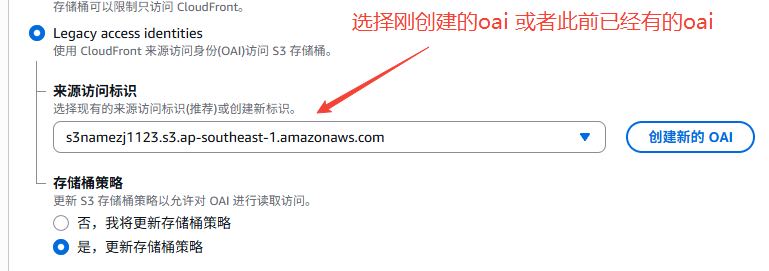 存储桶可以限制只访问 CloudFront。
选择刚创建的oai 或者此前已经有的oai
Legacy access identities
使用 CloudFront 来源访问身份(OAI)访问 S3 存储桶。
来源访问标识
选择现有的来源访问标识(推荐)或创建新标识。
s3namezj1123.s3.ap-southeast-1.amazonaws.com
创建新的 OAI
存储桶策略
更新 S3 存储桶策略以允许对 OAI 进行读取访问。
否，我将更新存储桶策略
是，更新存储桶策略